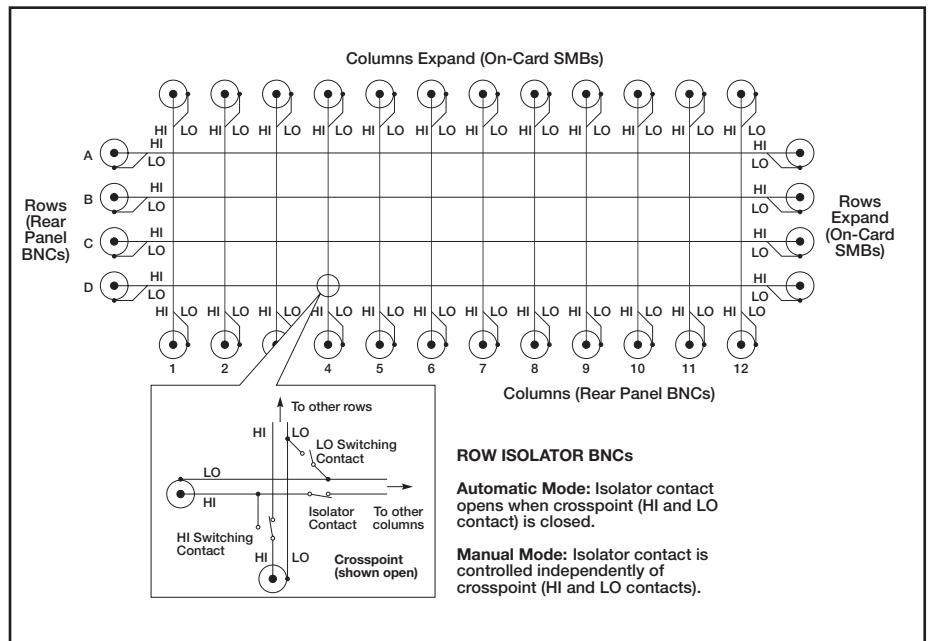 Columns Expand (On-Card SMBs)
HI LO HI LO HI LO HI LO HI LO HI LO HI LO HI LO HI LO HI LO HI LO HI LO
A HI HI
LO LO
B HI HI
LO LO
C HI HI
LO LO
D HI HI
LO LO
Rows
(Rear
Panel
BNCs)
Rows
Expand
(On-Card
SMBs)
HI LO HI LO HI LO HI LO HI LO HI LO HI LO HI LO HI LO HI LO HI LO HI LO
1 2 4 5 6 7 8 9 10 11 12
Columns (Rear Panel BNCs)
To other rows
HI LO
LO Switching
Contact
LO
HI
Isolator
Contact
To other
columns
HI Switching
Contact
HI LO
Crosspoint
(shown open)
ROW ISOLATOR BNCs
Automatic Mode: Isolator contact
opens when crosspoint (HI and LO
contact) is closed.
Manual Mode: Isolator contact is
controlled independently of
crosspoint (HI and LO contacts).